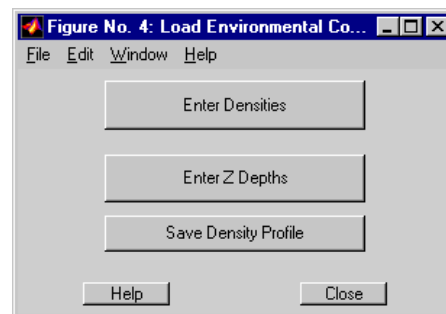 Figure No. 4: Load Environmental Co...
File Edit Window Help
Enter Densities
Enter Z Depths
Save Density Profile
Help Close